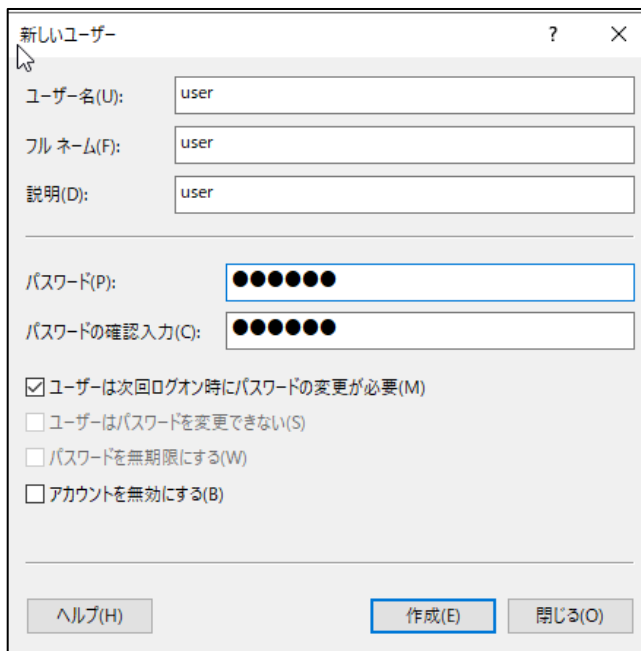 新しいユーザー ? ×
ユーザー名(U): user
フル ネーム(F): user
説明(D): user
パスワード(P): ●●●●●●
パスワードの確認入力(C): ●●●●●●
ユーザーは次回ログオン時にパスワードの変更が必要(M)
ユーザーはパスワードを変更できない(S)
パスワードを無期限にする(W)
アカウントを無効にする(B)
ヘルプ(H) 作成(E) 閉じる(O)